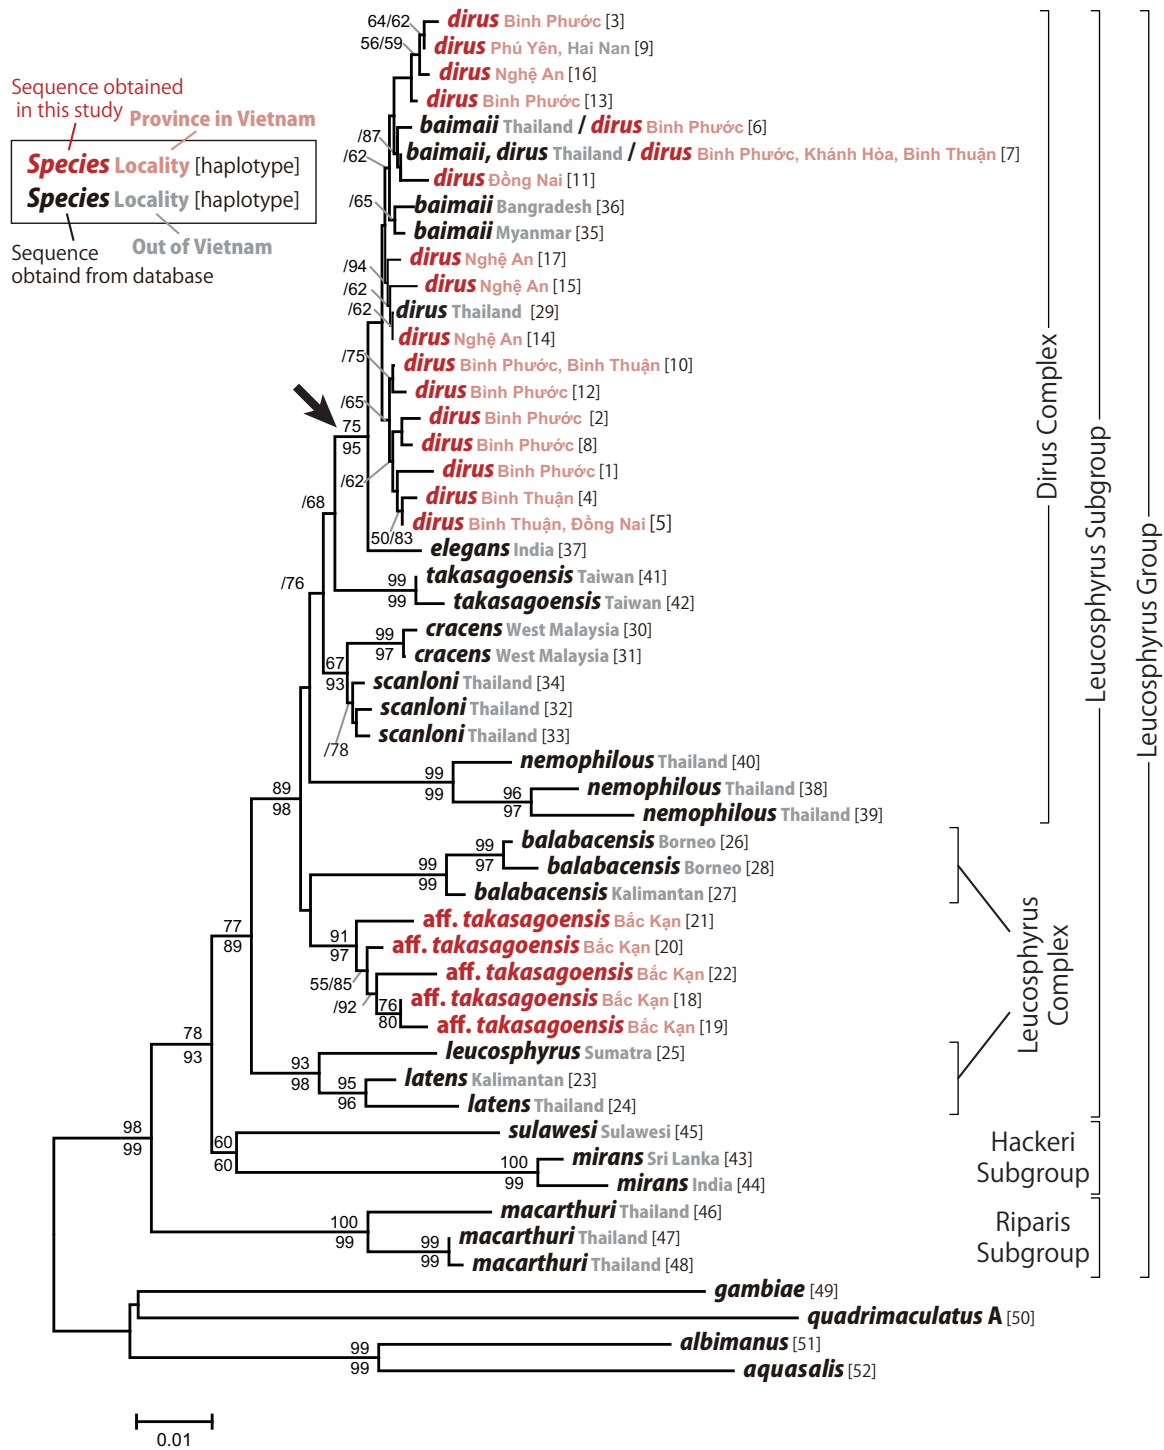 64/62
dirus Bình Phước [3]
56/59
dirus Phú Yên, Hai Nan [9]
dirus Nghệ An [16]
Sequence obtained
in this study
Province in Vietnam
dirus Bình Phước [13]
Species Locality [haplotype]
Species Locality [haplotype]
Out of Vietnam
Sequence
obtaind from database
baimaii Thailand / dirus Bình Phước [6]
/87
baimaii, dirus Thailand / dirus Bình Phước, Khánh Hòa, Bình Thuận [7]
/62
dirus Đồng Nai [11]
/65
baimaii Bangradesh [36]
baimaii Myanmar [35]
dirus Nghệ An [17]
/94
dirus Nghệ An [15]
/62
/62
dirus Thailand [29]
dirus Nghệ An [14]
/75
dirus Bình Phước, Bình Thuận [10]
dirus Bình Phước [12]
/65
dirus Bình Phước [2]
75
95
dirus Bình Phước [8]
dirus Bình Phước [1]
/62
dirus Bình Thuận [4]
dirus Bình Thuận, Đồng Nai [5]
50/83
/68
elegans India [37]
/76
99
99
takasagoensis Taiwan [41]
takasagoensis Taiwan [42]
99
97
cracens West Malaysia [30]
cracens West Malaysia [31]
67
93
scanloni Thailand [34]
scanloni Thailand [32]
scanloni Thailand [33]
/78
nemophilous Thailand [40]
99
99
96
97
nemophilous Thailand [38]
nemophilous Thailand [39]
89
98
99
97
balabacensis Borneo [26]
balabacensis Borneo [28]
99
99
balabacensis Kalimantan [27]
aff. takasagoensis Bắc Kạn [21]
91
97
aff. takasagoensis Bắc Kạn [20]
77
89
aff. takasagoensis Bắc Kạn [22]
55/85
/92
76
80
aff. takasagoensis Bắc Kạn [18]
aff. takasagoensis Bắc Kạn [19]
78
93
leucosphyrus Sumatra [25]
93
98
95
96
latens Kalimantan [23]
latens Thailand [24]
98
99
60
60
sulawesi Sulawesi [45]
100
99
mirans Sri Lanka [43]
mirans India [44]
macarthuri Thailand [46]
100
99
99
99
macarthuri Thailand [47]
macarthuri Thailand [48]
gambiae [49]
quadrimaculatus A [50]
99
99
albimanus [51]
aquasalis [52]
0.01
Dirus Complex
Leucosphyrus
Complex
Leucosphyrus Subgroup
Hackeri
Subgroup
Riparis
Subgroup
Leucosphyrus Group